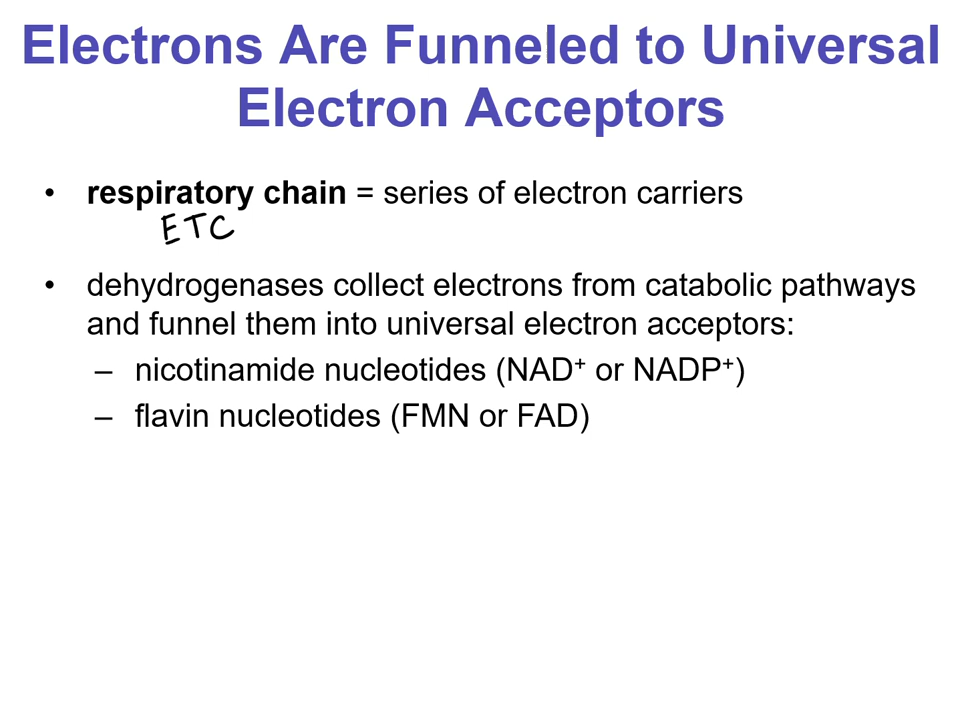 Electrons Are Funneled to Universal
Electron Acceptors
• respiratory chain = series of electron carriers
ETC
• dehydrogenases collect electrons from catabolic pathways
and funnel them into universal electron acceptors:
– nicotinamide nucleotides (NAD⁺ or NADP⁺)
– flavin nucleotides (FMN or FAD)